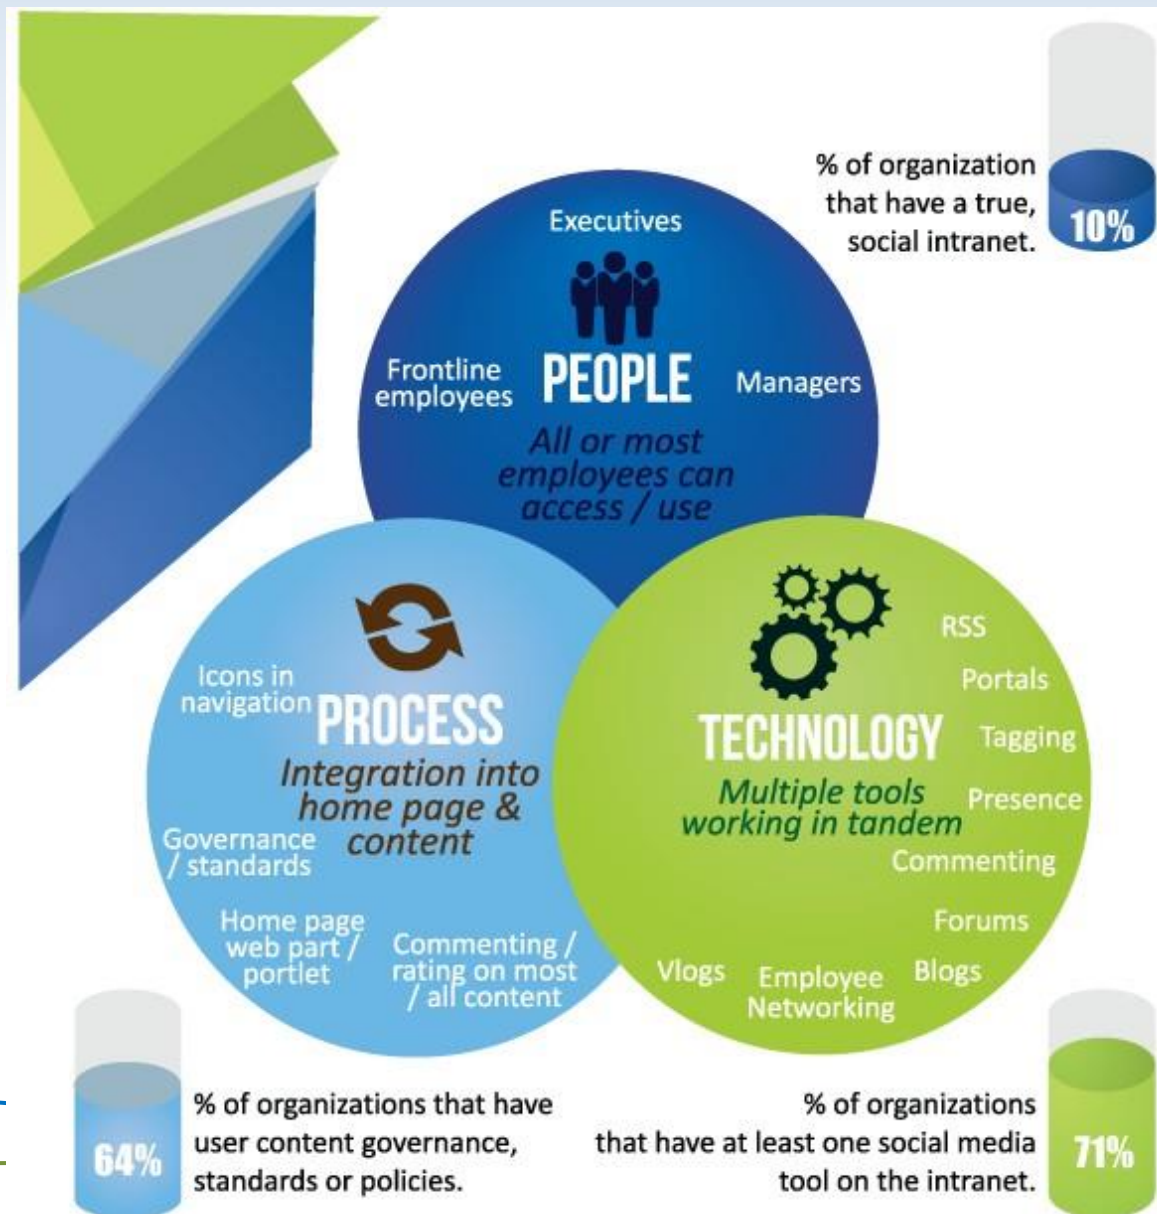 % of organization
that have a true,
social intranet.
10%
Executives
Frontline
employees
PEOPLE
Managers
All or most
employees can
access / use
Icons in
navigation
PROCESS
Integration into
home page &
content
Governance
/ standards
Home page
web part /
portlet
Commenting /
rating on most
/ all content
TECHNOLOGY
Multiple tools
working in tandem
RSS
Portals
Tagging
Presence
Commenting
Forums
Blogs
Employee
Networking
Vlogs
64%
% of organizations that have
user content governance,
standards or policies.
% of organizations
that have at least one social media
tool on the intranet.
71%